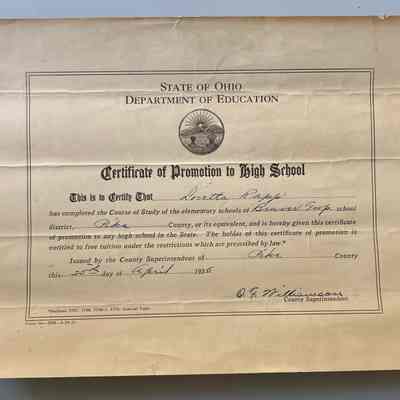 STATE OF OHIO
DEPARTMENT OF EDUCATION
Certificate of Promotion to High School
This is to Certify That Loretta Rapp
has completed the Course of Study of the elementary schools of Beaver Twp school
district, Pike County, or its equivalent, and is hereby given this certificate
of promotion to any high school in the State. The holder of this certificate of promotion is
entitled to free tuition under the restrictions which are prescribed by law.*
Issued by the County Superintendent of Pike County
this 25th day of April 1936
County Superintendent